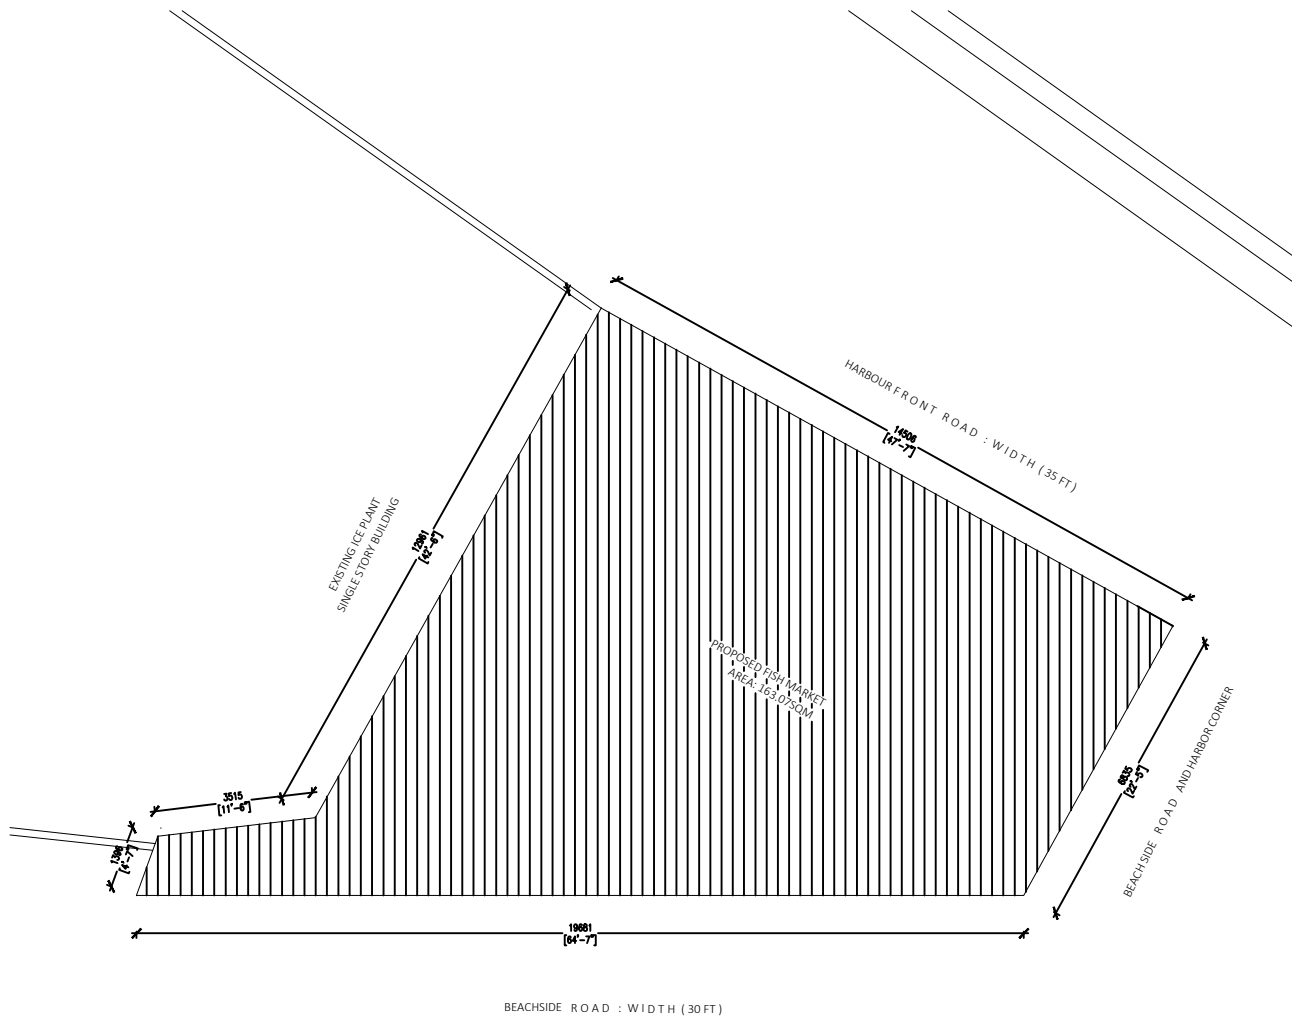 HARBOUR FRONT ROAD : WIDTH (35 FT)
14506
[47'-7"]
EXISTING ICE PLANT
SINGLE STORY BUILDING
12961
[42'-6"]
PROPOSED FISH MARKET
AREA: 163.07SQM
6835
[22'-5"]
BEACHSIDE ROAD AND HARBOR CORNER
3515
[11'-6"]
1396
[4'-7"]
19681
[64'-7"]
BEACHSIDE ROAD : WIDTH (30 FT)